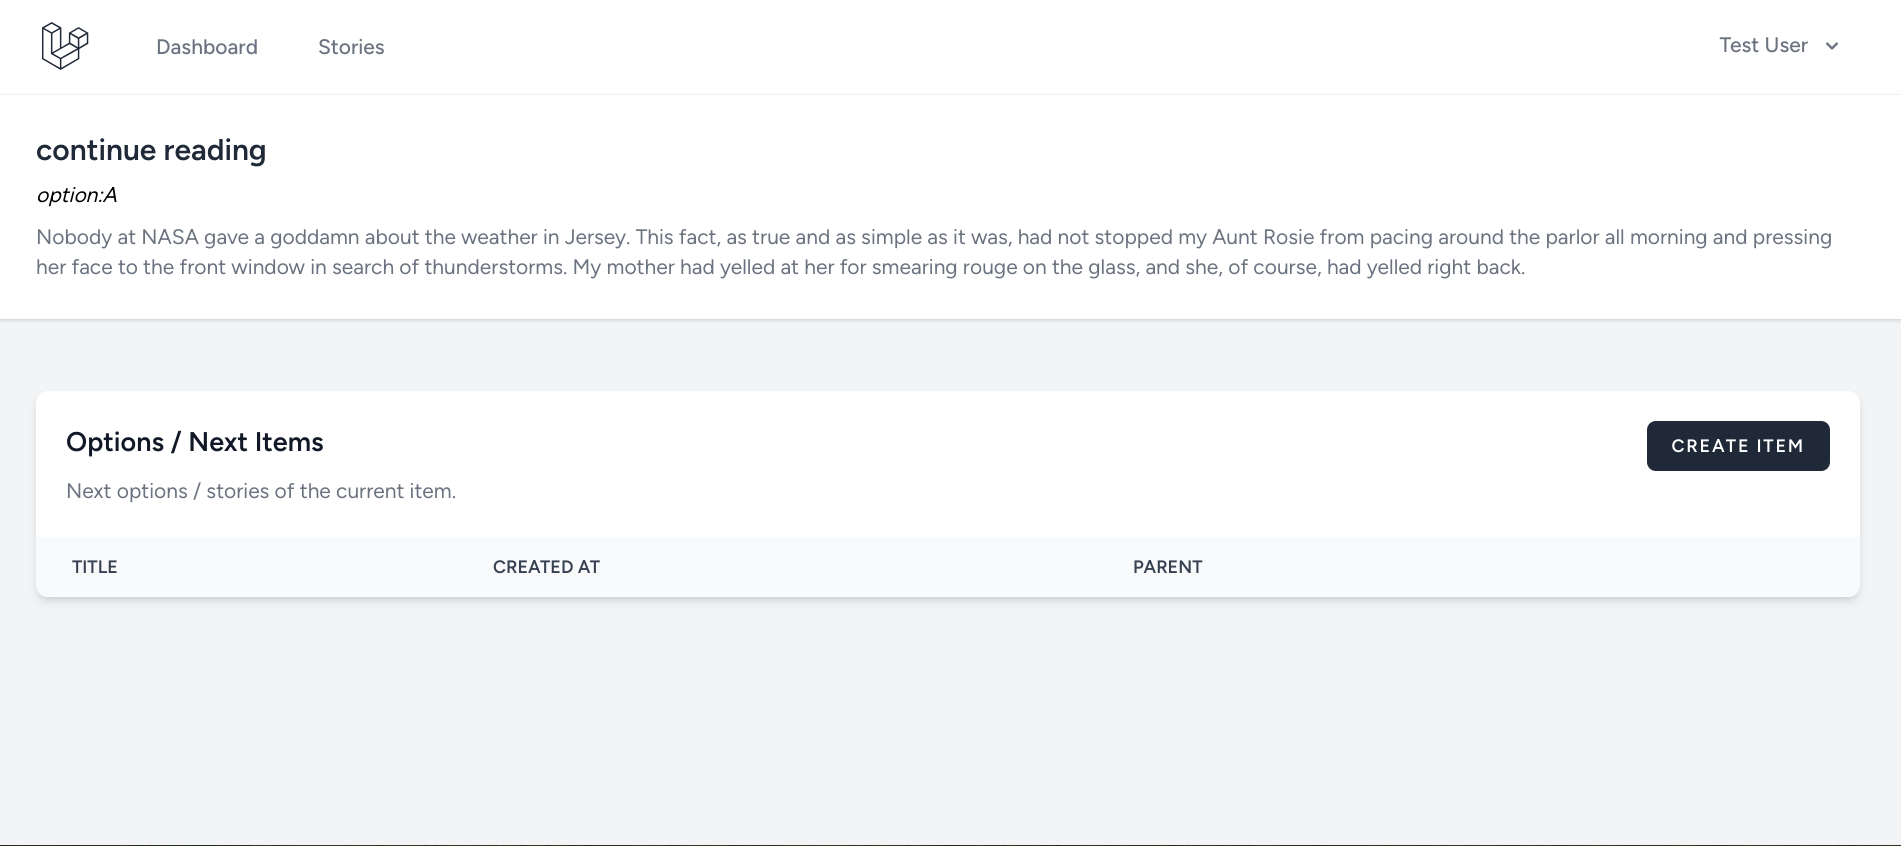 Dashboard
Stories
Test User
continue reading
option:A
Nobody at NASA gave a goddamn about the weather in Jersey. This fact, as true and as simple as it was, had not stopped my Aunt Rosie from pacing around the parlor all morning and pressing
her face to the front window in search of thunderstorms. My mother had yelled at her for smearing rouge on the glass, and she, of course, had yelled right back.
Options / Next Items
CREATE ITEM
Next options / stories of the current item.
TITLE
CREATED AT
PARENT